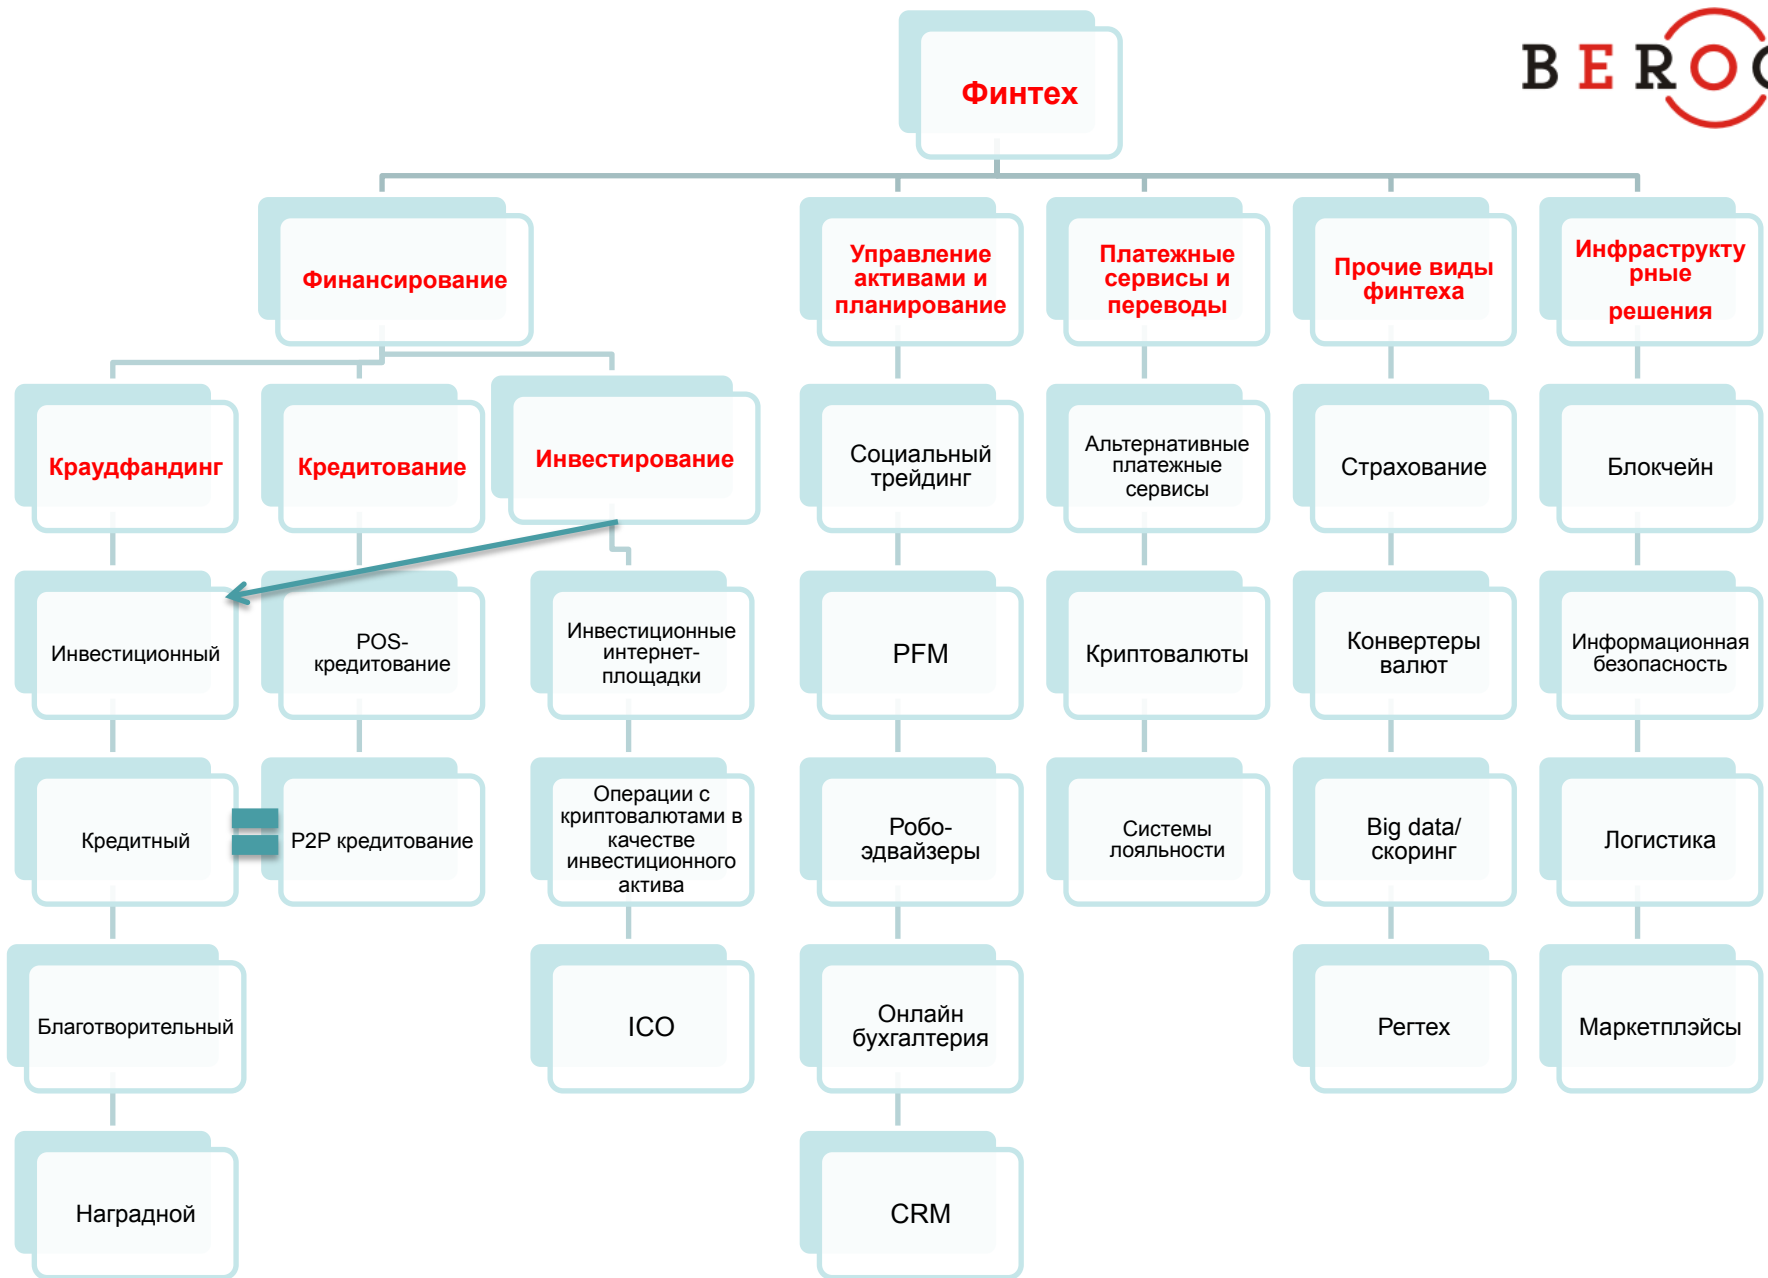 Финтех
BEROC
Финансирование
Управление
активами и
планирование
Платежные
сервисы и
переводы
Прочие виды
финтеха
Инфраструкту
рные
решения
Краудфандинг
Кредитование
Инвестирование
Социальный
трейдинг
Альтернативные
платежные
сервисы
Страхование
Блокчейн
Инвестиционный
POS-
кредитование
Инвестиционные
интернет-
площадки
PFM
Криптовалюты
Конвертеры
валют
Информационная
безопасность
Кредитный
P2P кредитование
Операции с
криптовалютами в
качестве
инвестиционного
актива
Робо-
эдвайзеры
Системы
лояльности
Big data/
скоринг
Логистика
Благотворительный
ICO
Онлайн
бухгалтерия
Регтех
Маркетплэйсы
Наградной
CRM